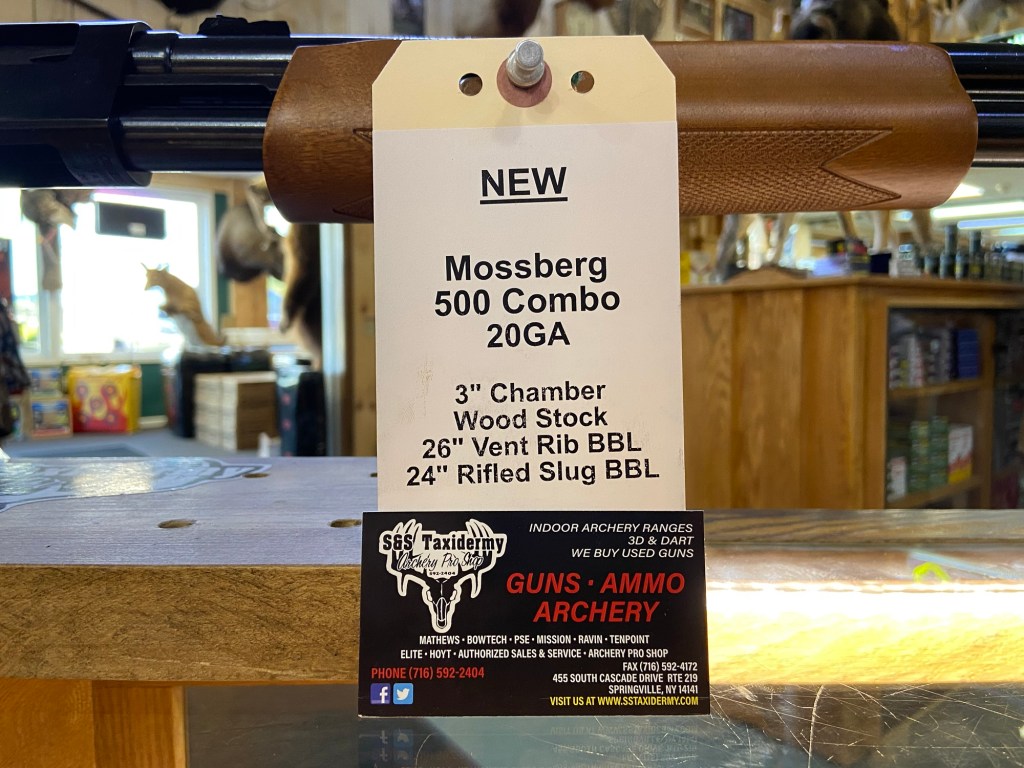 NEW
Mossberg
500 Combo
20GA
3" Chamber
Wood Stock
26" Vent Rib BBL
24" Rifled Slug BBL
S&S Taxidermy
Archery Pro Shop
592-2404
INDOOR ARCHERY RANGES
3D & DART
WE BUY USED GUNS
GUNS · AMMO
ARCHERY
MATHEWS · BOWTECH · PSE · MISSION · RAVIN · TENPOINT
ELITE · HOYT · AUTHORIZED SALES & SERVICE · ARCHERY PRO SHOP
PHONE (716) 592-2404
FAX (716) 592-4172
455 SOUTH CASCADE DRIVE RTE 219
SPRINGVILLE, NY 14141
VISIT US AT WWW.SSTAXIDERMY.COM